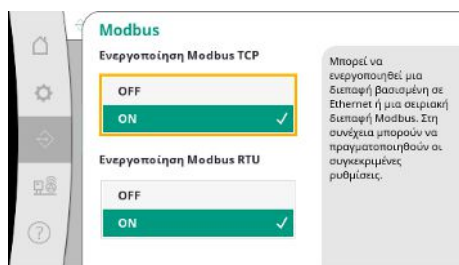 Modbus
Ενεργοποίηση Modbus TCP
OFF
ON
Ενεργοποίηση Modbus RTU
OFF
ON
Μπορεί να
ενεργοποιηθεί μια
διεπαφή βασισμένη σε
Ethernet ή μια σειριακή
διεπαφή Modbus. Στη
συνέχεια μπορούν να
πραγματοποιηθούν οι
συγκεκριμένες
ρυθμίσεις.